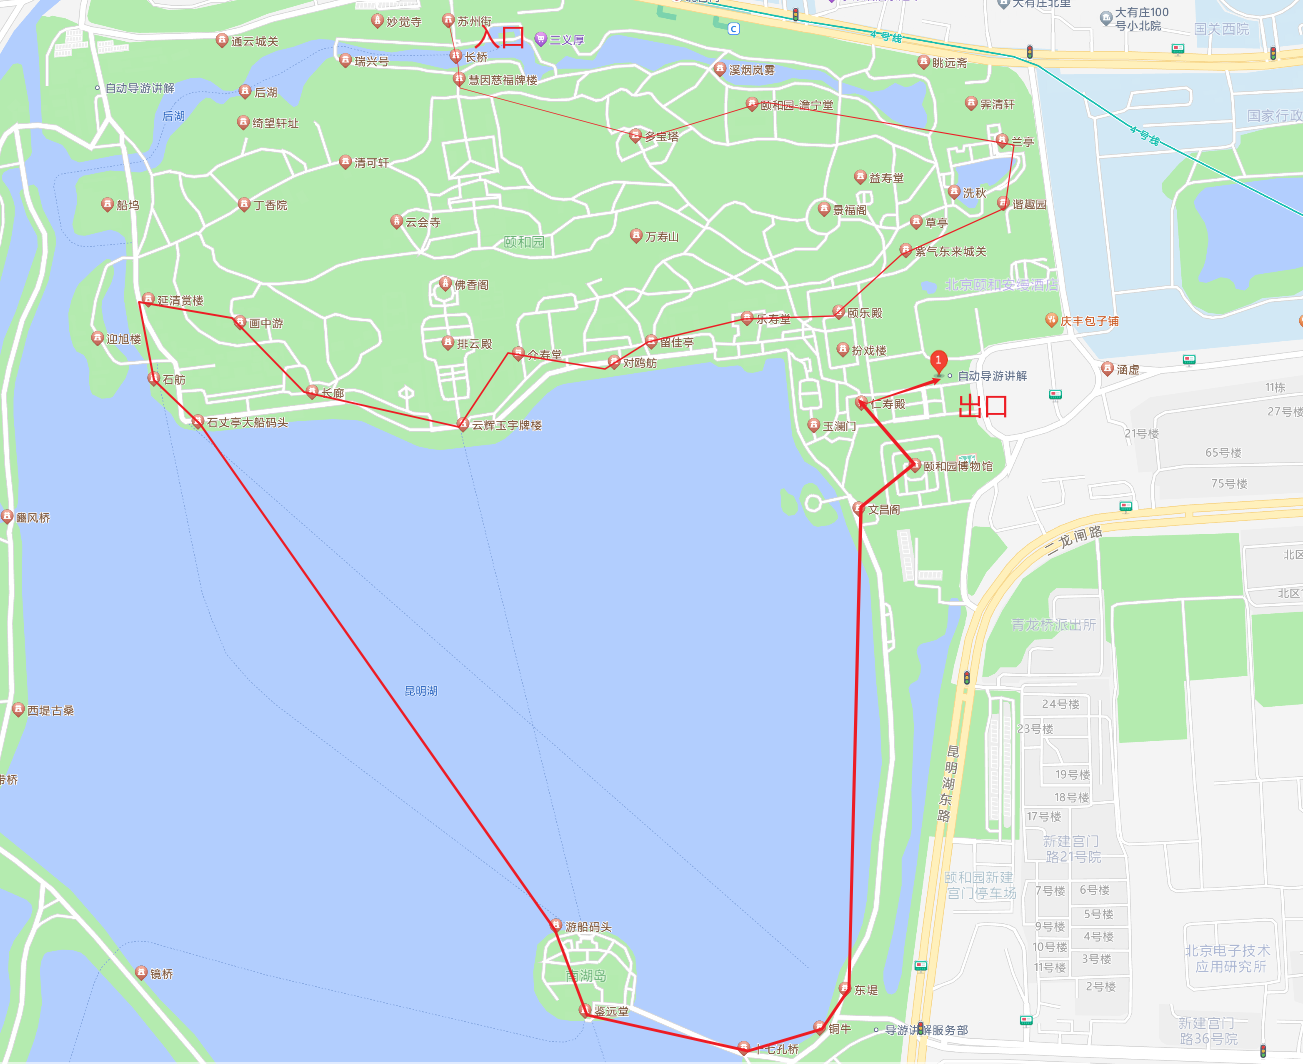 大有庄北里
大有庄100
号小北院
国关西院
妙觉寺
苏州街
入口
三义厚
C
4号线
通云城关
瑞兴号
长桥
慧因慈福牌楼
溪烟岚雾
眺远斋
自动导游讲解
后湖
后湖
绮望轩址
颐和园-澹宁堂
霁清轩
国家行政
4号线
多宝塔
兰亭
清可轩
益寿堂
洗秋
船坞
丁香院
云会寺
景福阁
草亭
谐趣园
颐和园
万寿山
紫气东来城关
佛香阁
北京颐和安缦酒店
延清赏楼
画中游
乐寿堂
颐乐殿
庆丰包子铺
迎旭楼
排云殿
介寿堂
留佳亭
对鸥舫
扮戏楼
1
自动导游讲解
涵虚
石舫
长廊
仁寿殿
出口
11栋
27号楼
石丈亭大船码头
云辉玉宇牌楼
玉澜门
21号楼
65号楼
颐和园博物馆
75号楼
豳风桥
文昌阁
二龙闸路
北区
北区
青龙桥派出所
昆明湖
西堤古桑
24号楼
23号楼
昆明湖东路
19号楼
18号楼
17号楼
新建宫门
路21号院
颐和园新建
宫门停车场
7号楼
6号楼
5号楼
9号楼
4号楼
10号楼
3号楼
11号楼
2号楼
游船码头
南湖岛
镜桥
鉴远堂
东堤
铜牛
导游讲解服务部
十七孔桥
北京电子技术
应用研究所
新建宫门
路36号院